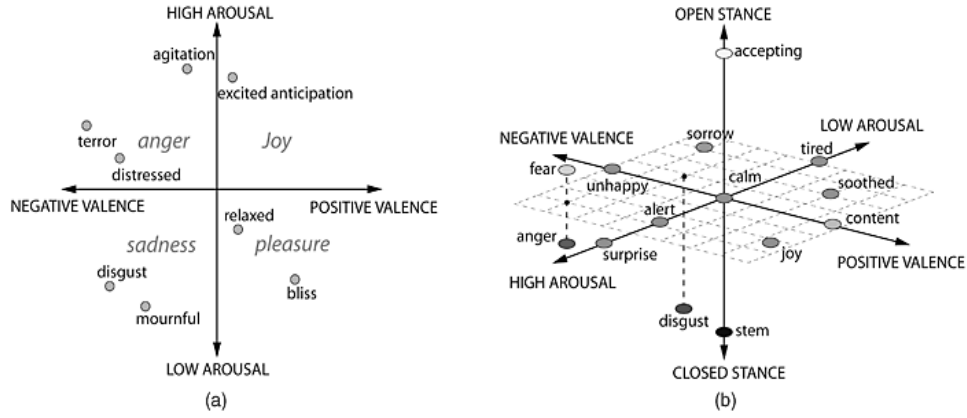 HIGH AROUSAL
agitation
excited anticipation
terror
anger
Joy
distressed
NEGATIVE VALENCE
POSITIVE VALENCE
relaxed
sadness
pleasure
disgust
bliss
mournful
LOW AROUSAL
(a)
OPEN STANCE
accepting
NEGATIVE VALENCE
sorrow
LOW AROUSAL
tired
fear
unhappy
calm
soothed
alert
content
anger
surprise
joy
POSITIVE VALENCE
HIGH AROUSAL
disgust
stem
CLOSED STANCE
(b)